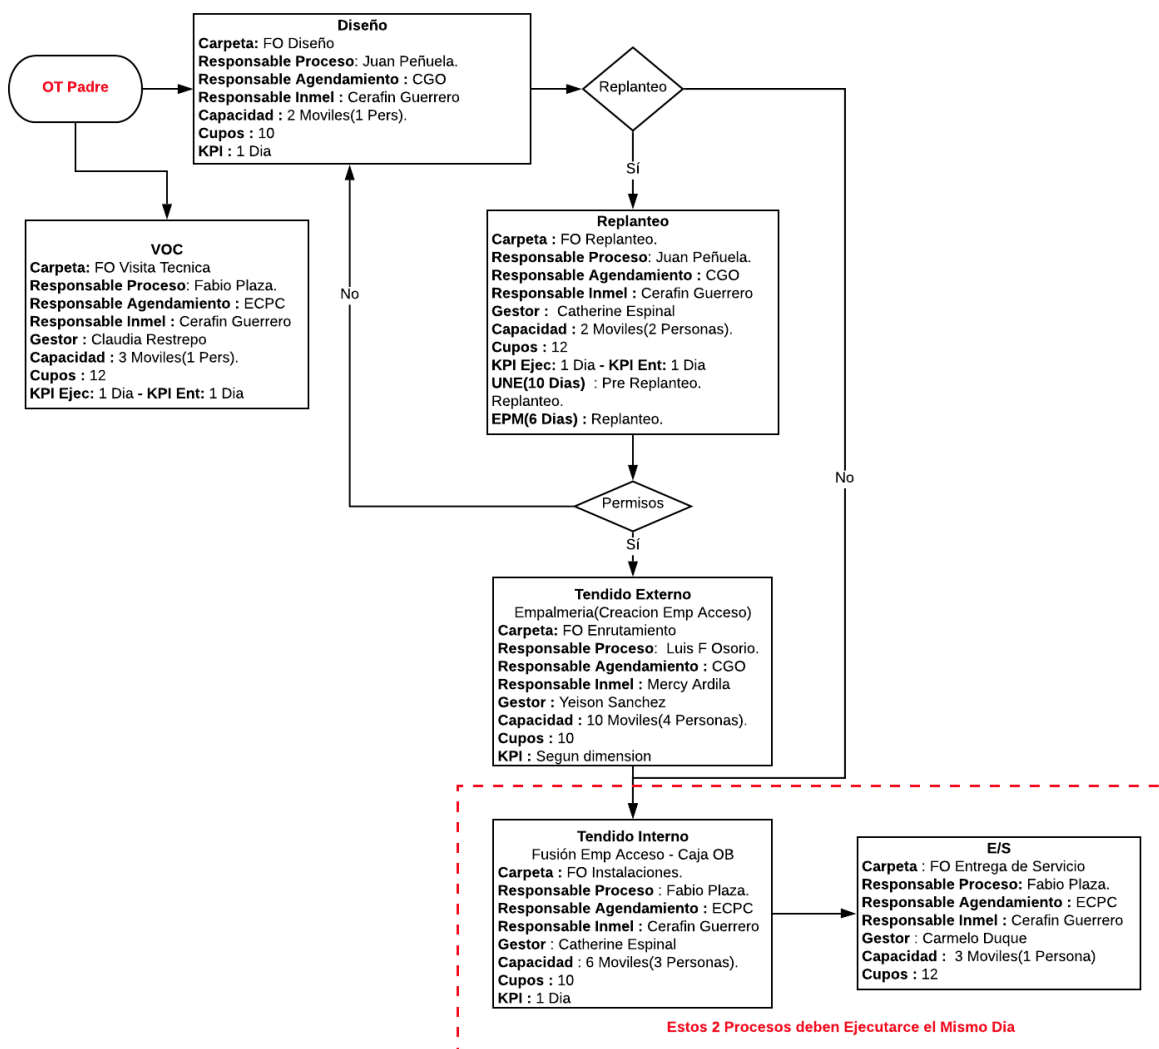 OT Padre
Diseño
Carpeta: FO Diseño
Responsable Proceso: Juan Peñuela.
Responsable Agendamiento : CGO
Responsable Inmel : Cerafin Guerrero
Capacidad : 2 Moviles(1 Pers).
Cupos : 10
KPI : 1 Dia
Replanteo
Sí
No
VOC
Carpeta: FO Visita Tecnica
Responsable Proceso: Fabio Plaza.
Responsable Agendamiento : ECPC
Responsable Inmel : Cerafin Guerrero
Gestor : Claudia Restrepo
Capacidad : 3 Moviles(1 Pers).
Cupos : 12
KPI Ejec: 1 Dia - KPI Ent: 1 Dia
No
Replanteo
Carpeta : FO Replanteo.
Responsable Proceso: Juan Peñuela.
Responsable Agendamiento : CGO
Responsable Inmel : Cerafin Guerrero
Gestor : Catherine Espinal
Capacidad : 2 Moviles(2 Personas).
Cupos : 12
KPI Ejec: 1 Dia - KPI Ent: 1 Dia
UNE(10 Dias) : Pre Replanteo.
Replanteo.
EPM(6 Dias) : Replanteo.
Permisos
Sí
Tendido Externo
Empalmeria(Creacion Emp Acceso)
Carpeta: FO Enrutamiento
Responsable Proceso: Luis F Osorio.
Responsable Agendamiento : CGO
Responsable Inmel : Mercy Ardila
Gestor : Yeison Sanchez
Capacidad : 10 Moviles(4 Personas).
Cupos : 10
KPI : Segun dimension
Tendido Interno
Fusión Emp Acceso - Caja OB
Carpeta : FO Instalaciones.
Responsable Proceso : Fabio Plaza.
Responsable Agendamiento : ECPC
Responsable Inmel : Cerafin Guerrero
Gestor : Catherine Espinal
Capacidad : 6 Moviles(3 Personas).
Cupos : 10
KPI : 1 Dia
E/S
Carpeta : FO Entrega de Servicio
Responsable Proceso: Fabio Plaza.
Responsable Agendamiento : ECPC
Responsable Inmel : Cerafin Guerrero
Gestor : Carmelo Duque
Capacidad : 3 Moviles(1 Persona)
Cupos : 12
Estos 2 Procesos deben Ejecutarce el Mismo Dia